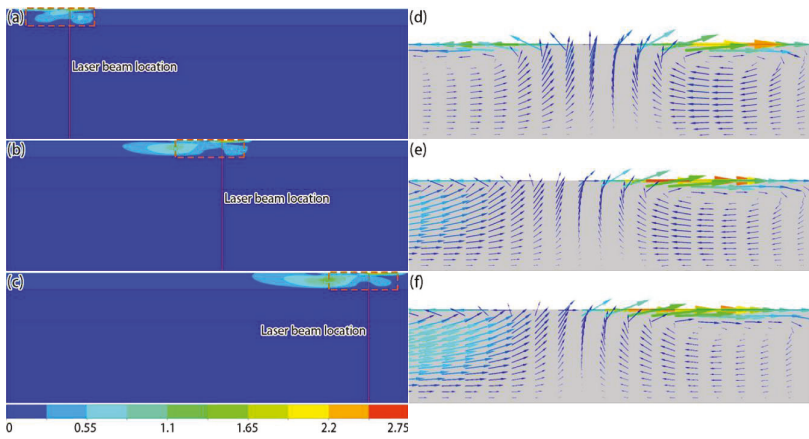 (a)
Laser beam location
(b)
Laser beam location
(c)
Laser beam location
0 0.55 1.1 1.65 2.2 2.75
(d)
(e)
(f)